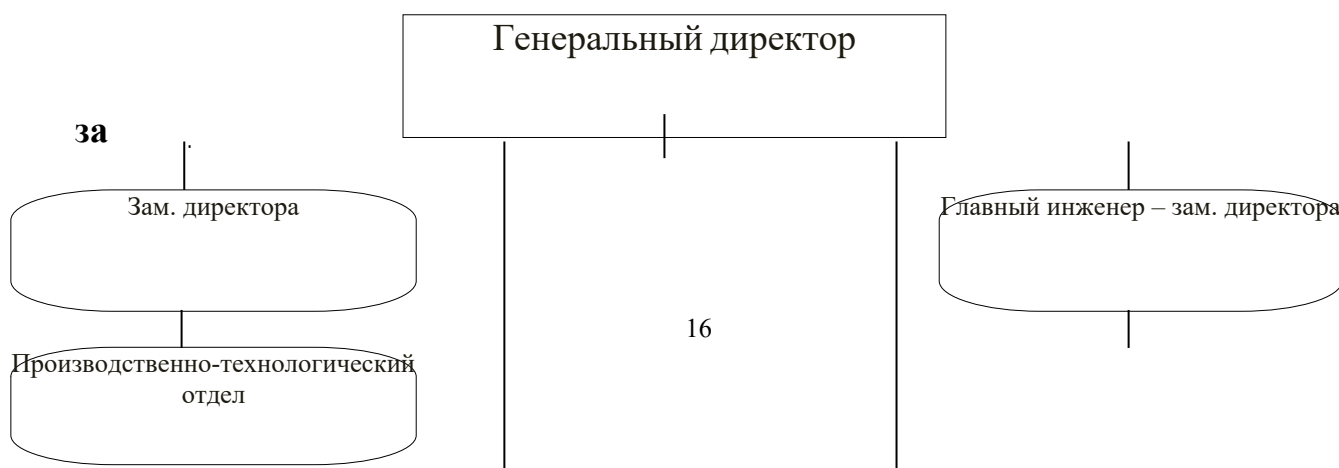 Генеральный директор
за
Зам. директора
Главный инженер – зам. директора
16
Производственно-технологический
отдел